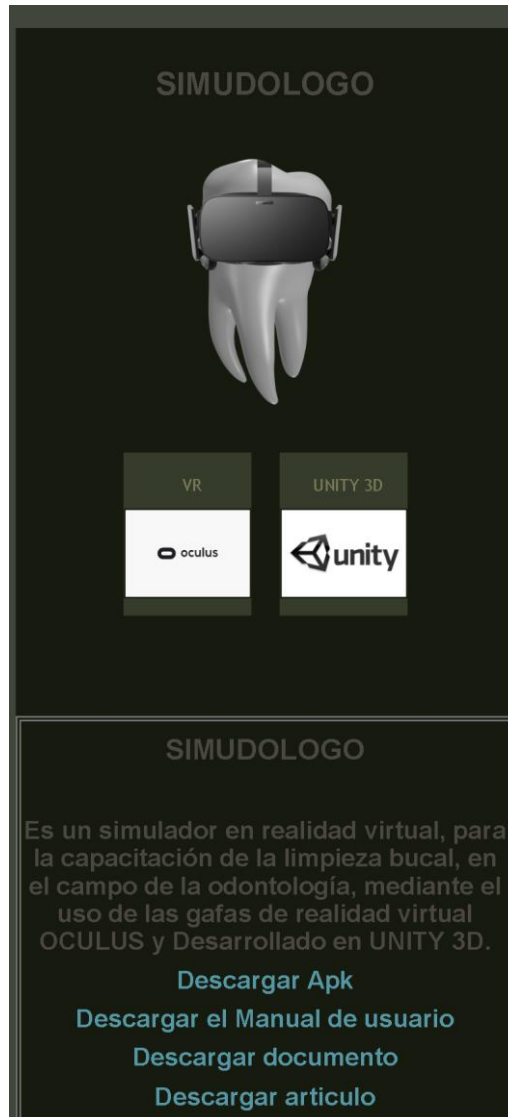 SIMUDOLOGO
VR
UNITY 3D
oculus
unity
SIMUDOLOGO
Es un simulador en realidad virtual, para
la capacitación de la limpieza bucal, en
el campo de la odontología, mediante el
uso de las gafas de realidad virtual
OCULUS y Desarrollado en UNITY 3D.
Descargar Apk
Descargar el Manual de usuario
Descargar documento
Descargar articulo